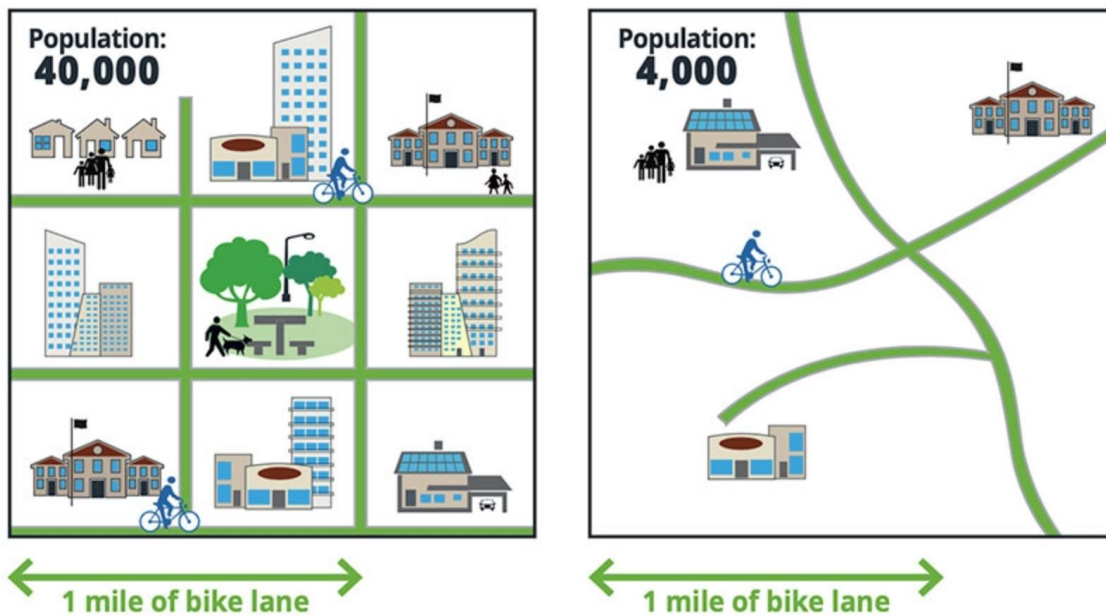 Population:
40,000
Population:
4,000
1 mile of bike lane
1 mile of bike lane